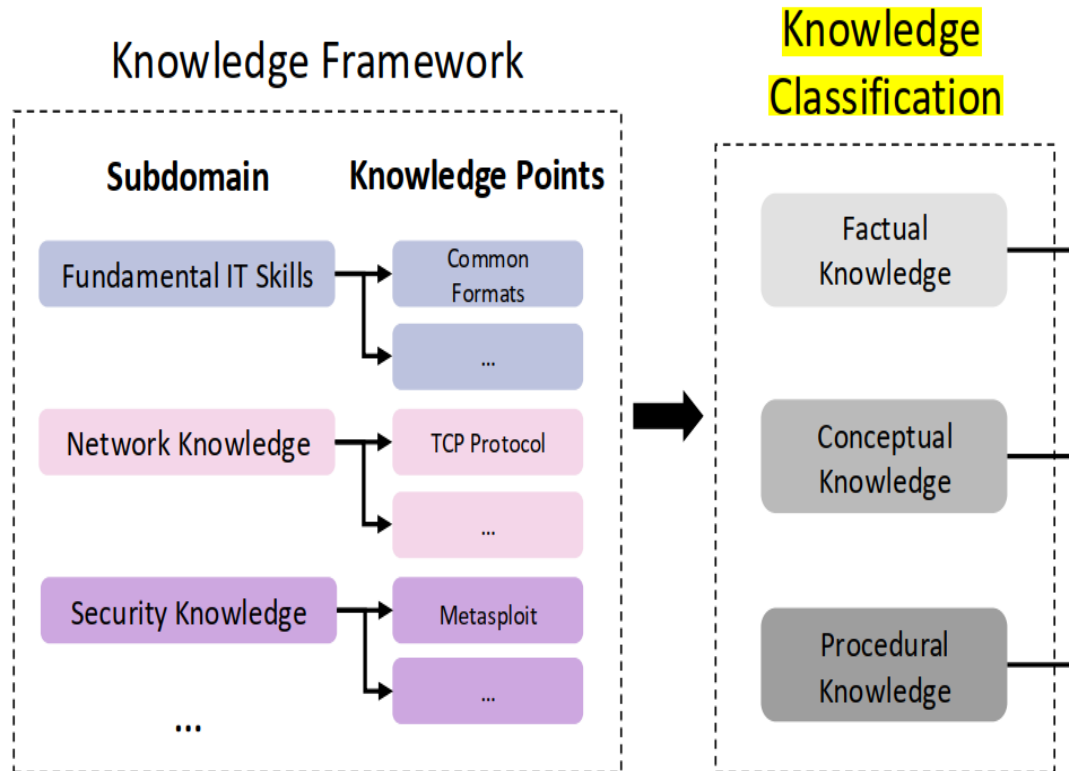 Knowledge Framework
Subdomain
Knowledge Points
Fundamental IT Skills
Common
Formats
...
Network Knowledge
TCP Protocol
...
Security Knowledge
Metasploit
...
...
Knowledge
Classification
Factual
Knowledge
Conceptual
Knowledge
Procedural
Knowledge